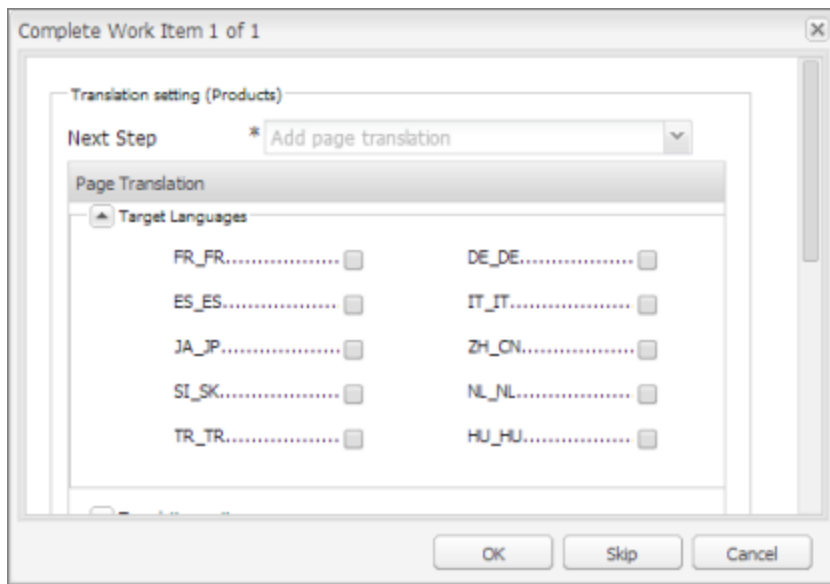 Complete Work Item 1 of 1
Translation setting (Products)
Next Step * Add page translation
Page Translation
Target Languages
FR_FR................... DE_DE...................
ES_ES................... IT_IT....................
JA_JP.................... ZH_CN..................
SI_SK.................... NL_NL...................
TR_TR................... HU_HU..................
OK Skip Cancel